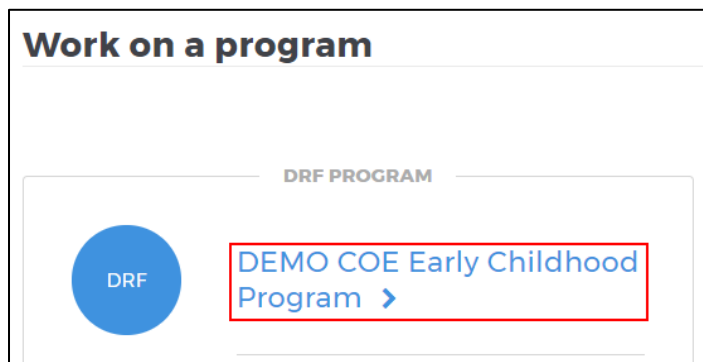 Work on a program
DRF PROGRAM
DRF
DEMO COE Early Childhood
Program